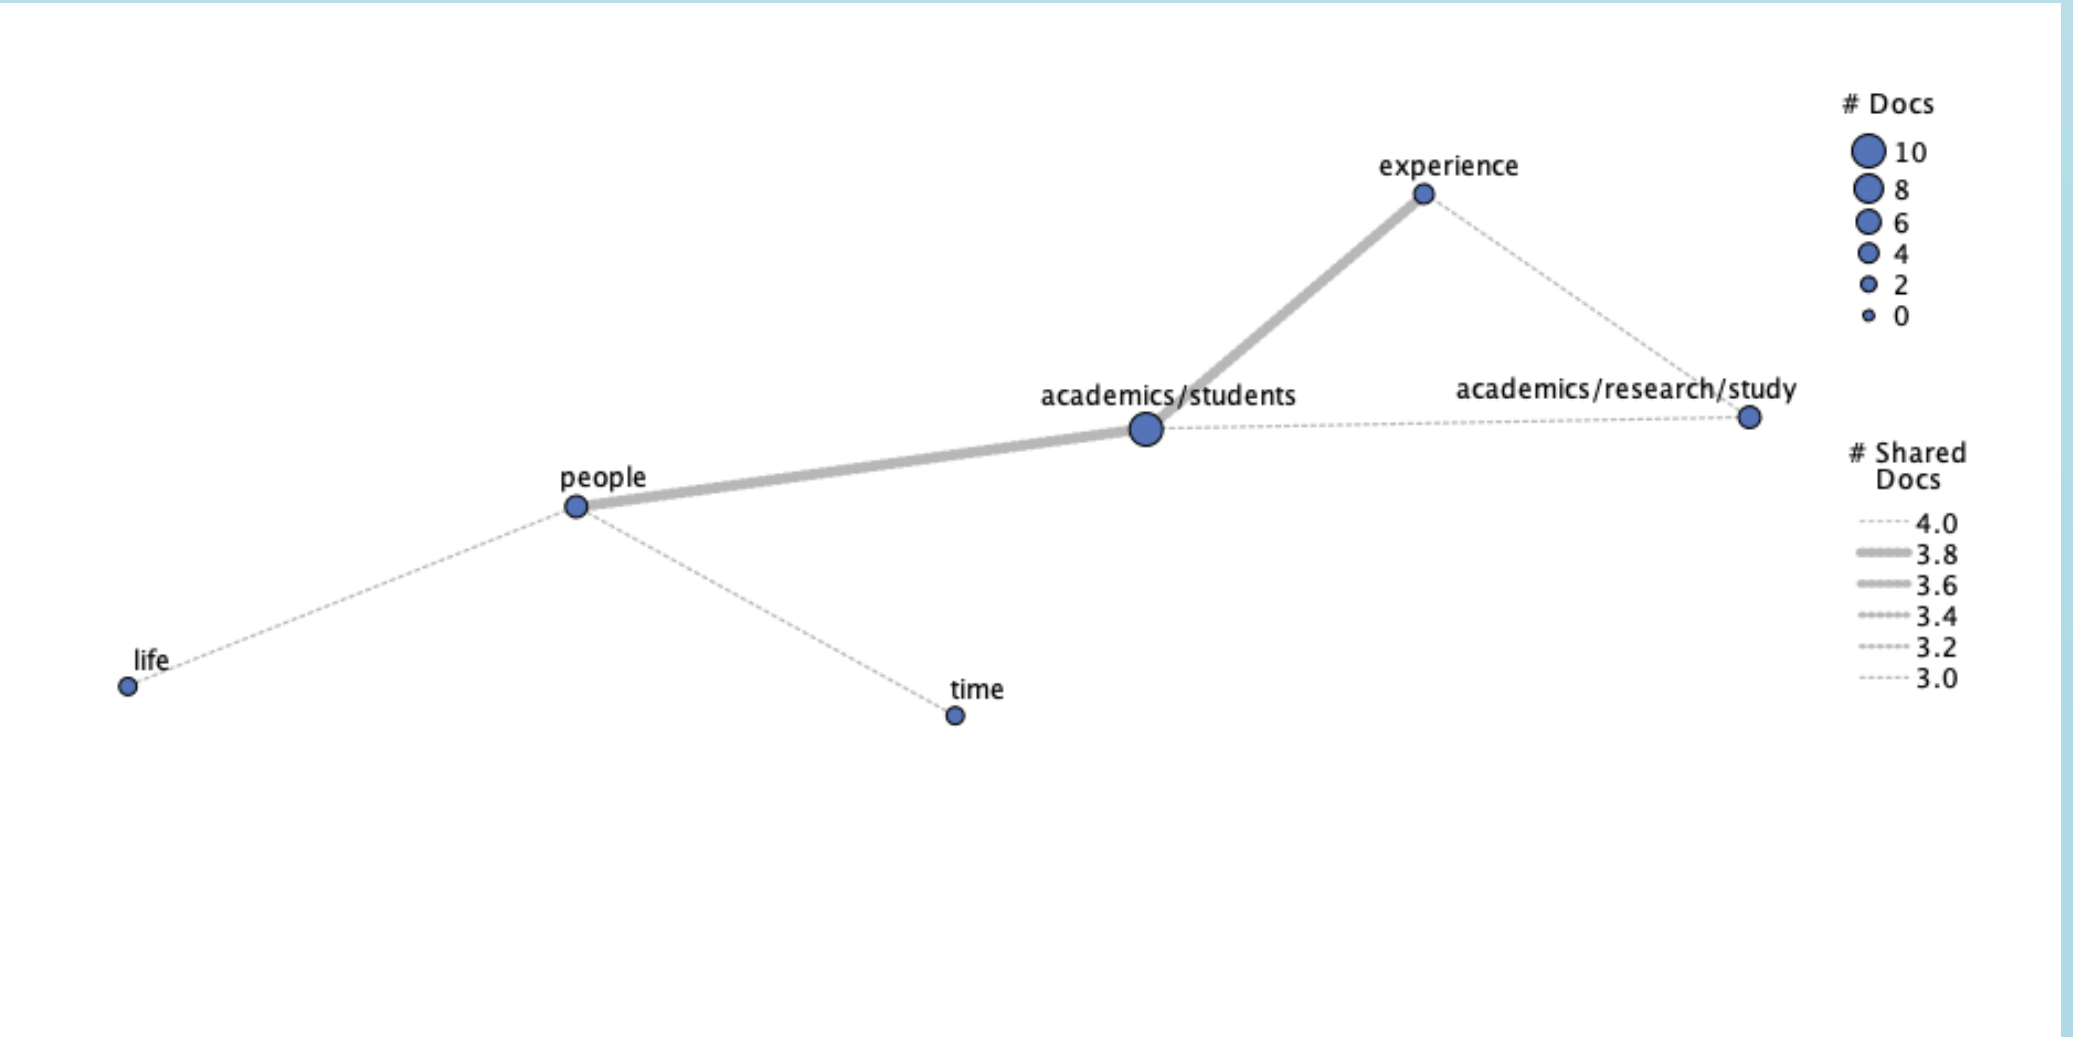 # Docs
10
8
6
4
2
0
experience
academics/students
academics/research/study
people
life
time
# Shared
Docs
4.0
3.8
3.6
3.4
3.2
3.0